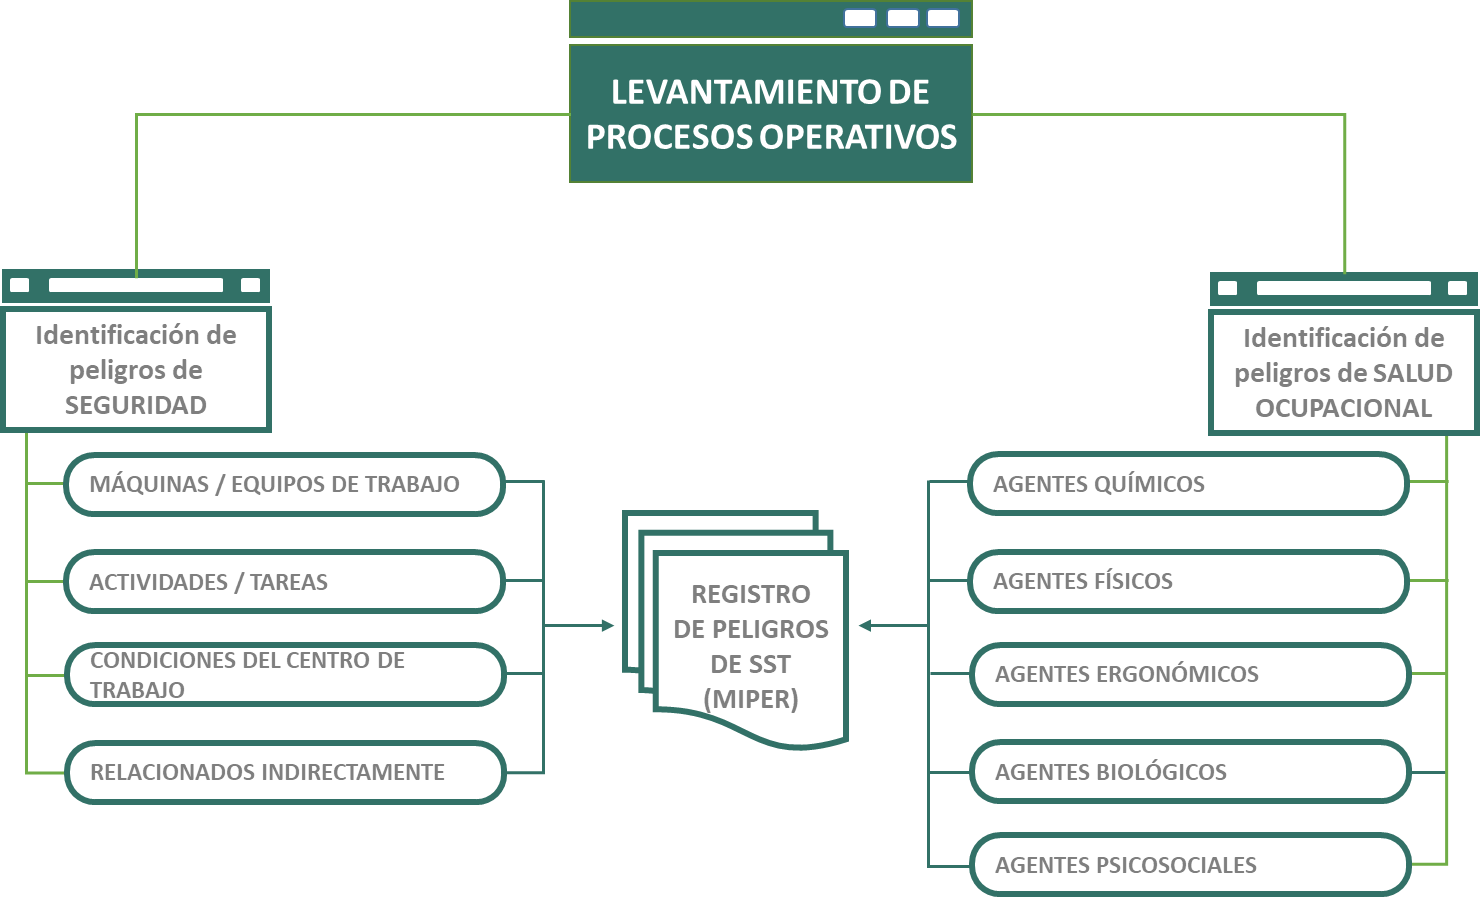 LEVANTAMIENTO DE
PROCESOS OPERATIVOS
Identificación de
peligros de
SEGURIDAD
MÁQUINAS / EQUIPOS DE TRABAJO
ACTIVIDADES / TAREAS
CONDICIONES DEL CENTRO DE
TRABAJO
RELACIONADOS INDIRECTAMENTE
REGISTRO
DE PELIGROS
DE SST
(MIPER)
Identificación de
peligros de SALUD
OCUPACIONAL
AGENTES QUÍMICOS
AGENTES FÍSICOS
AGENTES ERGONÓMICOS
AGENTES BIOLÓGICOS
AGENTES PSICOSOCIALES